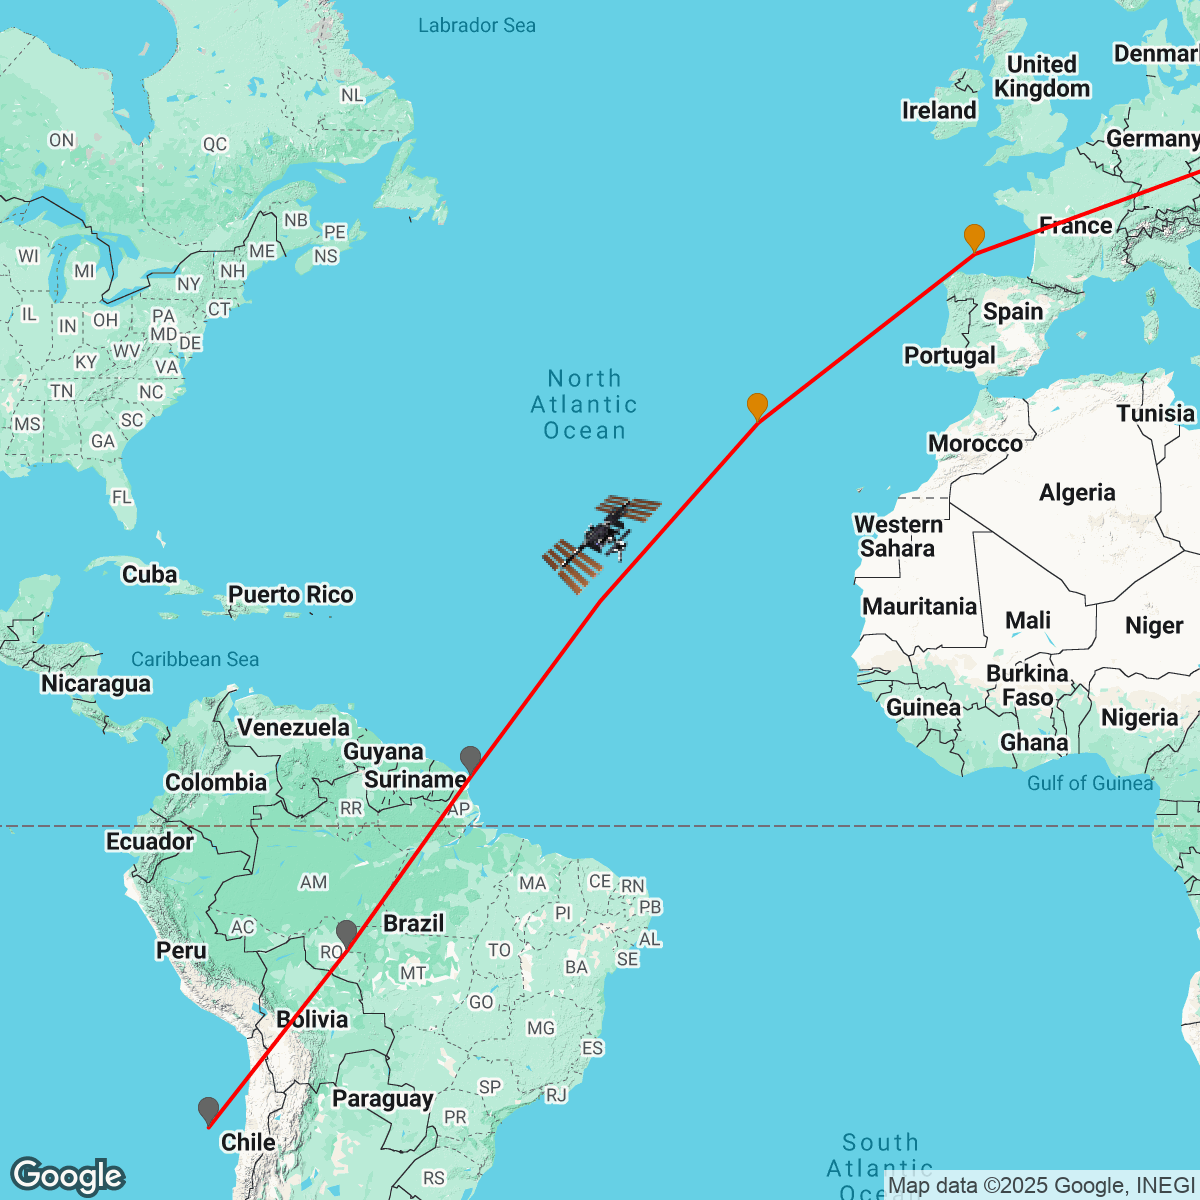 Labrador Sea
Denmar
United
Kingdom
Ireland
NL
ON
QC
Germany
NB
PE
ME
NS
France
WI
MI
NH
NY
CT
IL
IN
OH
PA
MD
DE
Spain
WV
KY
VA
Portugal
TN
NC
North
Atlantic
Ocean
MS
SC
GA
Tunisia
Morocco
FL
Algeria
Western
Sahara
Cuba
Puerto Rico
Mauritania
Mali
Niger
Caribbean Sea
Nicaragua
Burkina
Faso
Guinea
Nigeria
Venezuela
Guyana
Ghana
Colombia
Suriname
Gulf of Guinea
RR
AP
Ecuador
AM
MA
CE
RN
PB
PI
AC
Brazil
AL
Peru
RO
TO
SE
MT
BA
GO
Bolivia
MG
ES
SP
RJ
Paraguay
PR
Chile
South
Atlantic
Ocean
RS
Google
Map data ©2025 Google, INEGI